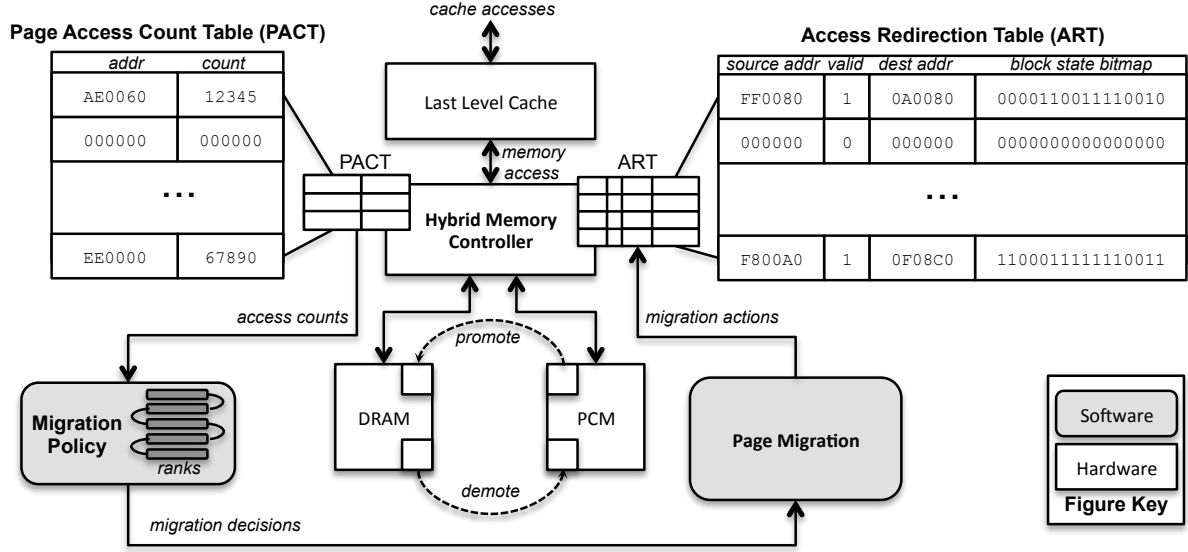 cache accesses
Page Access Count Table (PACT)
addr count
AE0060 12345
000000 000000
...
EE0000 67890
Access Redirection Table (ART)
source addr valid dest addr block state bitmap
FF0080 1 0A0080 0000110011110010
000000 0 000000 0000000000000000
...
F800A0 1 0F08C0 1100011111110011
Last Level Cache
memory
access
PACT
ART
Hybrid Memory
Controller
access counts
migration actions
promote
DRAM
PCM
demote
Migration
Policy
ranks
Page Migration
migration decisions
Software
Hardware
Figure Key